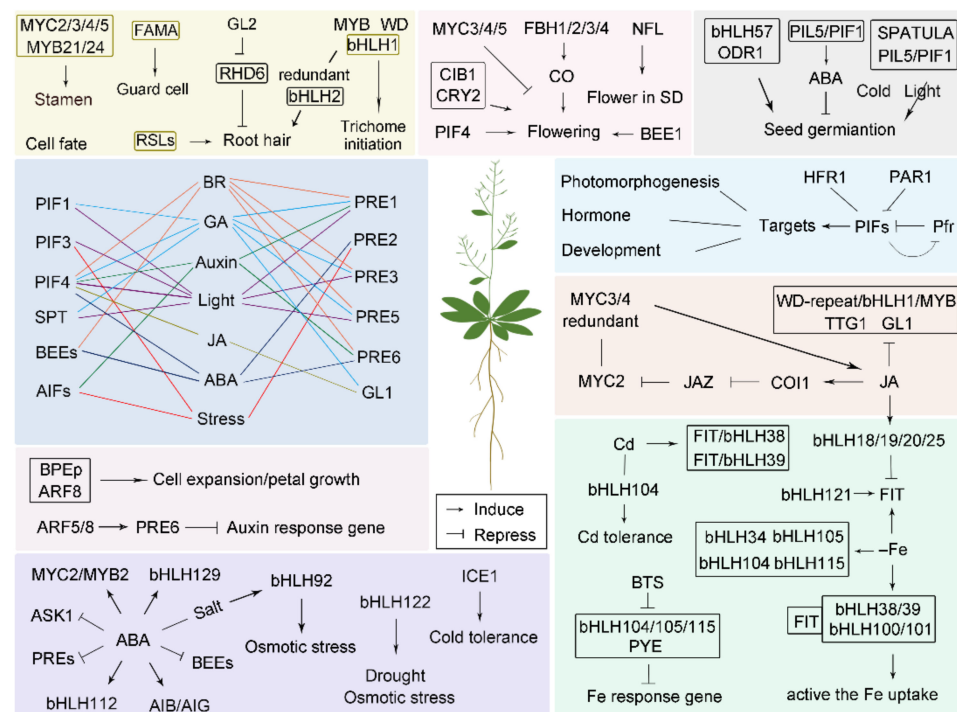 MYC2/3/4/5
MYB21/24
Stamen
Cell fate
FAMA
Guard cell
RSLs
GL2
RHD6
Root hair
MYB WD
bHLH1
redundant
bHLH2
Trichome
initiation
MYC3/4/5
FBH1/2/3/4
NFL
CIB1
CRY2
CO
Flower in SD
PIF4
Flowering
BEE1
bHLH57
ODR1
PIL5/PIF1
ABA
SPATULA
PIL5/PIF1
Cold Light
Seed germiantion
PIF1
PIF3
PIF4
SPT
BEEs
AIFs
BR
GA
Auxin
Light
JA
ABA
Stress
PRE1
PRE2
PRE3
PRE5
PRE6
GL1
Photomorphogenesis
Hormone
Development
Targets
HFR1
PAR1
PIFs
Pfr
MYC3/4
redundant
WD-repeat/bHLH1/MYB
TTG1 GL1
MYC2
JAZ
COI1
JA
BPEp
ARF8
Cell expansion/petal growth
ARF5/8
PRE6
Auxin response gene
Induce
Repress
Cd
FIT/bHLH38
FIT/bHLH39
bHLH104
Cd tolerance
bHLH18/19/20/25
bHLH121
FIT
bHLH34 bHLH105
bHLH104 bHLH115
–Fe
BTS
bHLH104/105/115
PYE
Fe response gene
FIT
bHLH38/39
bHLH100/101
active the Fe uptake
MYC2/MYB2
bHLH129
ASK1
ABA
Salt
PREs
BEEs
bHLH112
AIB/AIG
bHLH92
Osmotic stress
bHLH122
Drought
Osmotic stress
ICE1
Cold tolerance